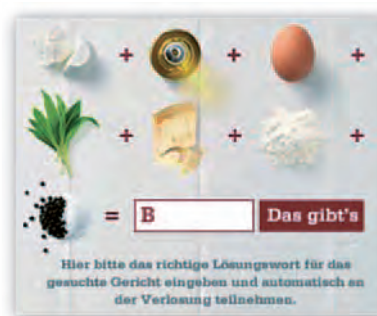 + + +
+ + +
= B Das gibt's
Hier bitte das richtige Lösungswort für das
gesuchte Gericht eingeben und automatisch an
der Verlosung teilnehmen.